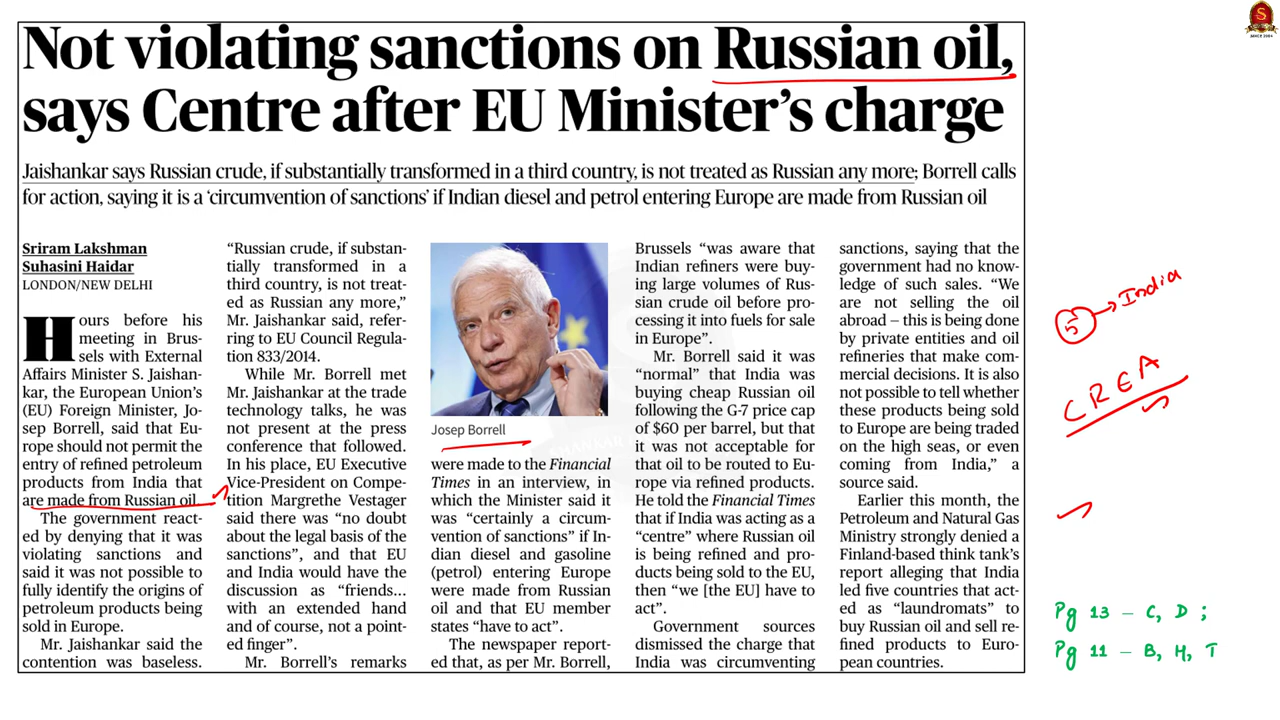 Not violating sanctions on Russian oil,
says Centre after EU Minister's charge
Jaishankar says Russian crude, if substantially transformed in a third country, is not treated as Russian any more; Borrell calls
for action, saying it is a 'circumvention of sanctions' if Indian diesel and petrol entering Europe are made from Russian oil
Sriram Lakshman
Suhasini Haidar
LONDON/NEW DELHI
Hours before his
meeting in Brus-
sels with External
Affairs Minister S. Jaishan-
kar, the European Union's
(EU) Foreign Minister, Jo-
sep Borrell, said that Eu-
rope should not permit the
entry of refined petroleum
products from India that
are made from Russian oil.
The government react-
ed by denying that it was
violating sanctions and
said it was not possible to
fully identify the origins of
petroleum products being
sold in Europe.
Mr. Jaishankar said the
contention was baseless.
"Russian crude, if substan-
tially transformed in a
third country, is not treat-
ed as Russian any more,"
Mr. Jaishankar said, refer-
ring to EU Council Regula-
tion 833/2014.
While Mr. Borrell met
Mr. Jaishankar at the trade
technology talks, he was
not present at the press
conference that followed.
In his place, EU Executive
Vice-President on Compe-
tition Margrethe Vestager
said there was "no doubt
about the legal basis of the
sanctions", and that EU
and India would have the
discussion as "friends...
with an extended hand
and of course, not a point-
ed finger".
Mr. Borrell's remarks
Josep Borrell
were made to the Financial
Times in an interview, in
which the Minister said it
was "certainly a circum-
vention of sanctions" if In-
dian diesel and gasoline
(petrol) entering Europe
were made from Russian
oil and that EU member
states "have to act".
The newspaper report-
ed that, as per Mr. Borrell,
Brussels "was aware that
Indian refiners were buy-
ing large volumes of Rus-
sian crude oil before pro-
cessing it into fuels for sale
in Europe".
Mr. Borrell said it was
"normal" that India was
buying cheap Russian oil
following the G-7 price cap
of $60 per barrel, but that
it was not acceptable for
that oil to be routed to Eu-
rope via refined products.
He told the Financial Times
that if India was acting as a
"centre" where Russian oil
is being refined and pro-
ducts being sold to the EU,
then "we [the EU] have to
act".
Government sources
dismissed the charge that
India was circumventing
sanctions, saying that the
government had no know-
ledge of such sales. "We
are not selling the oil
abroad – this is being done
by private entities and oil
refineries that make com-
mercial decisions. It is also
not possible to tell whether
these products being sold
to Europe are being traded
on the high seas, or even
coming from India," a
source said.
Earlier this month, the
Petroleum and Natural Gas
Ministry strongly denied a
Finland-based think tank's
report alleging that India
led five countries that act-
ed as "laundromats" to
buy Russian oil and sell re-
fined products to Euro-
pean countries.
S
SINCE 2004
5 → India
CREA
Pg 13 – C, D ;
Pg 11 – B, H, T